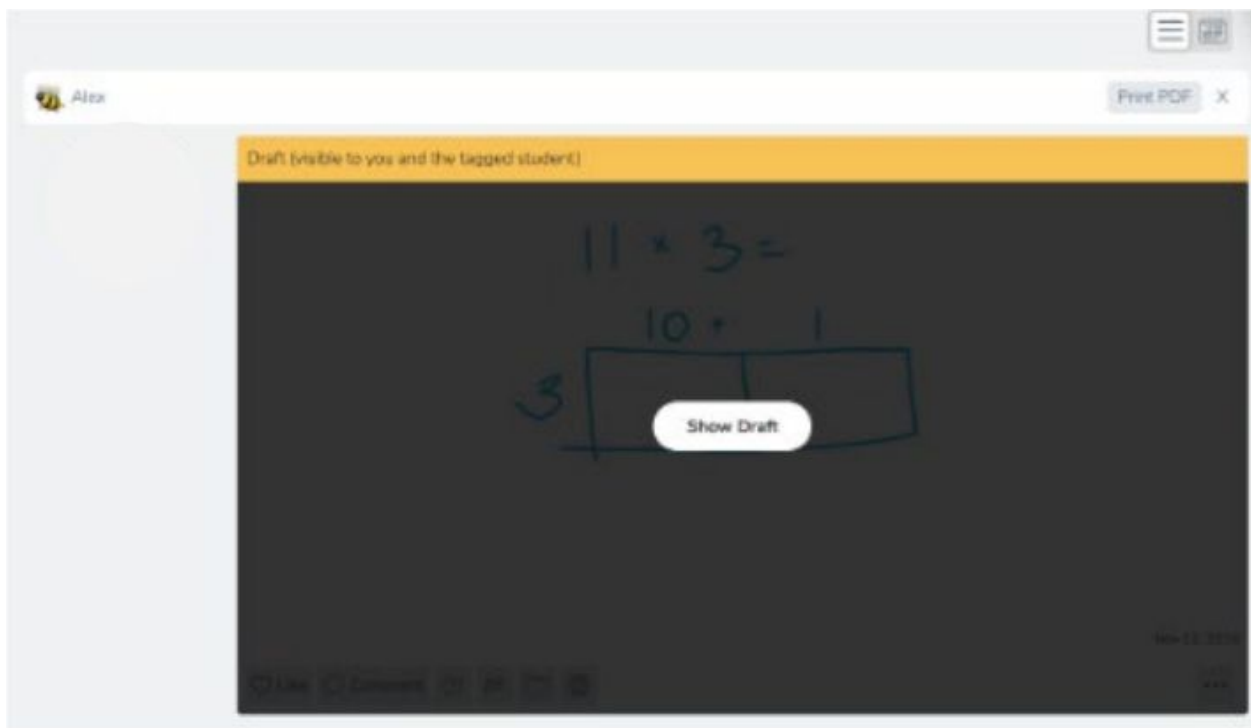 Alex
Print PDF X
Draft (visible to you and the tagged student)
11 × 3 =
10 + 1
3
Show Draft
Like Comment